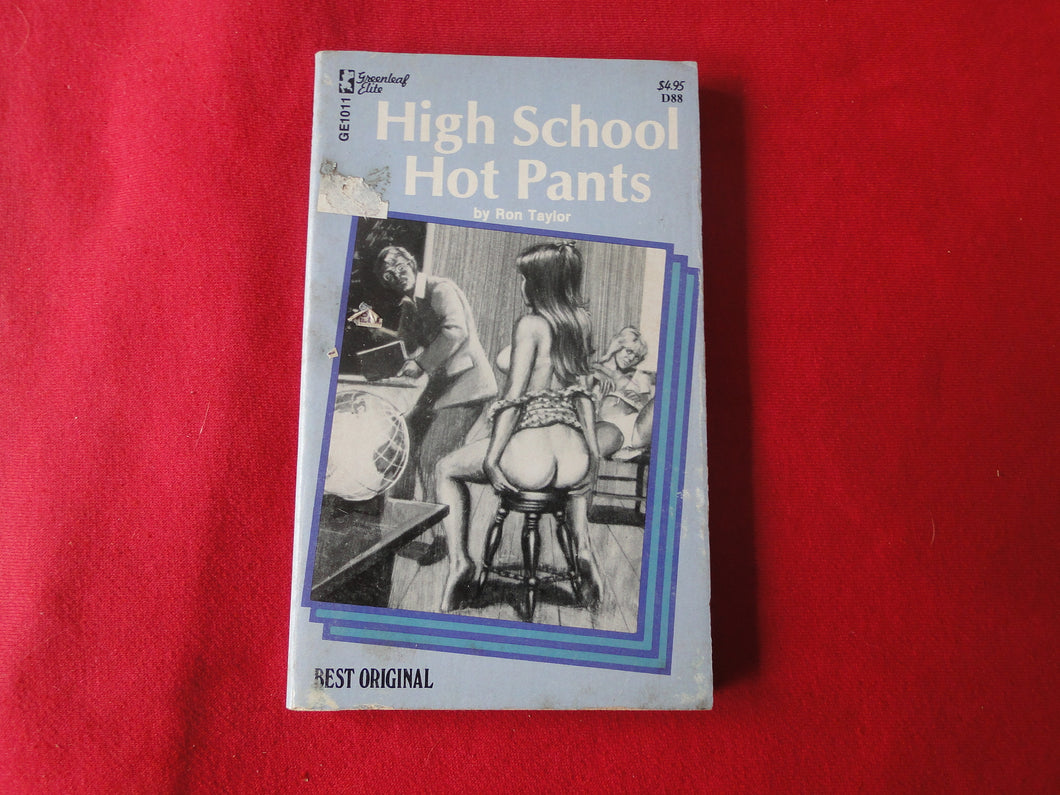 Greenleaf
Elite
GE1011
$4.95
D88
High School
Hot Pants
by Ron Taylor
BEST ORIGINAL